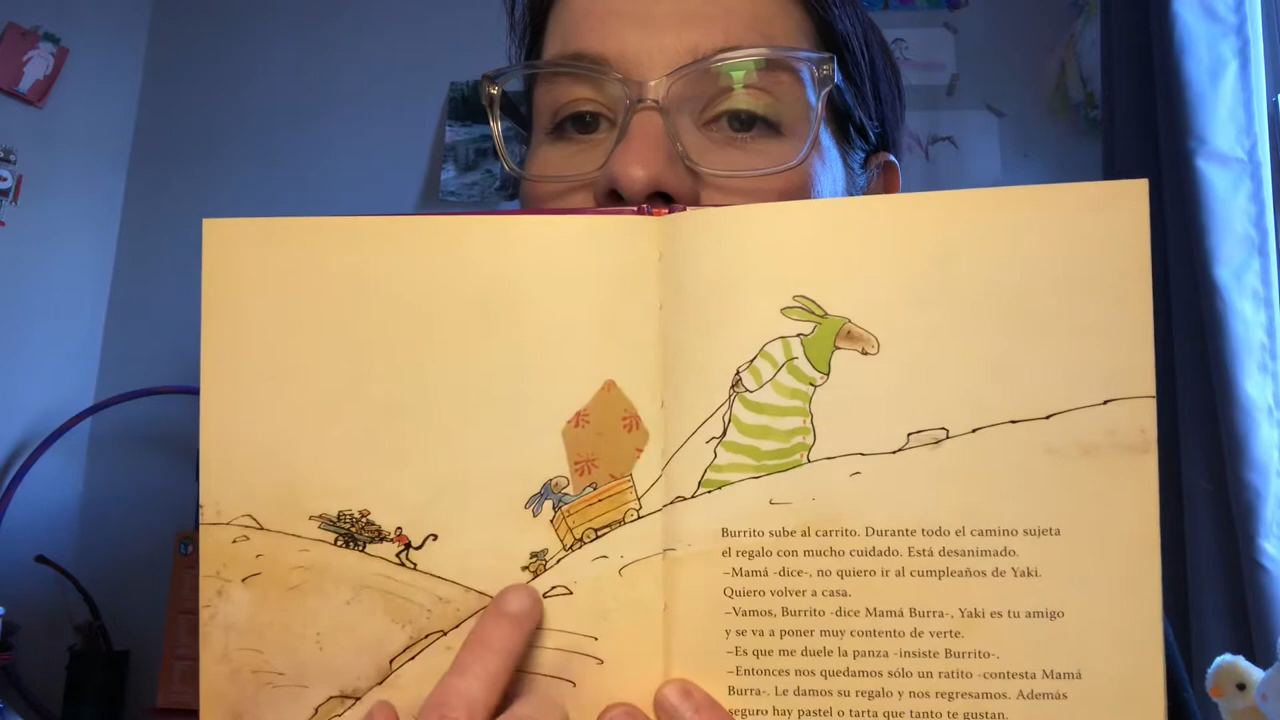 Burrito sube al carrito. Durante todo el camino sujeta
el regalo con mucho cuidado. Está desanimado.
–Mamá -dice-, no quiero ir al cumpleaños de Yaki.
Quiero volver a casa.
–Vamos, Burrito -dice Mamá Burra-, Yaki es tu amigo
y se va a poner muy contento de verte.
–Es que me duele la panza -insiste Burrito-.
–Entonces nos quedamos sólo un ratito -contesta Mamá
Burra-. Le damos su regalo y nos regresamos. Además
seguro hay pastel o tarta que tanto te gustan.